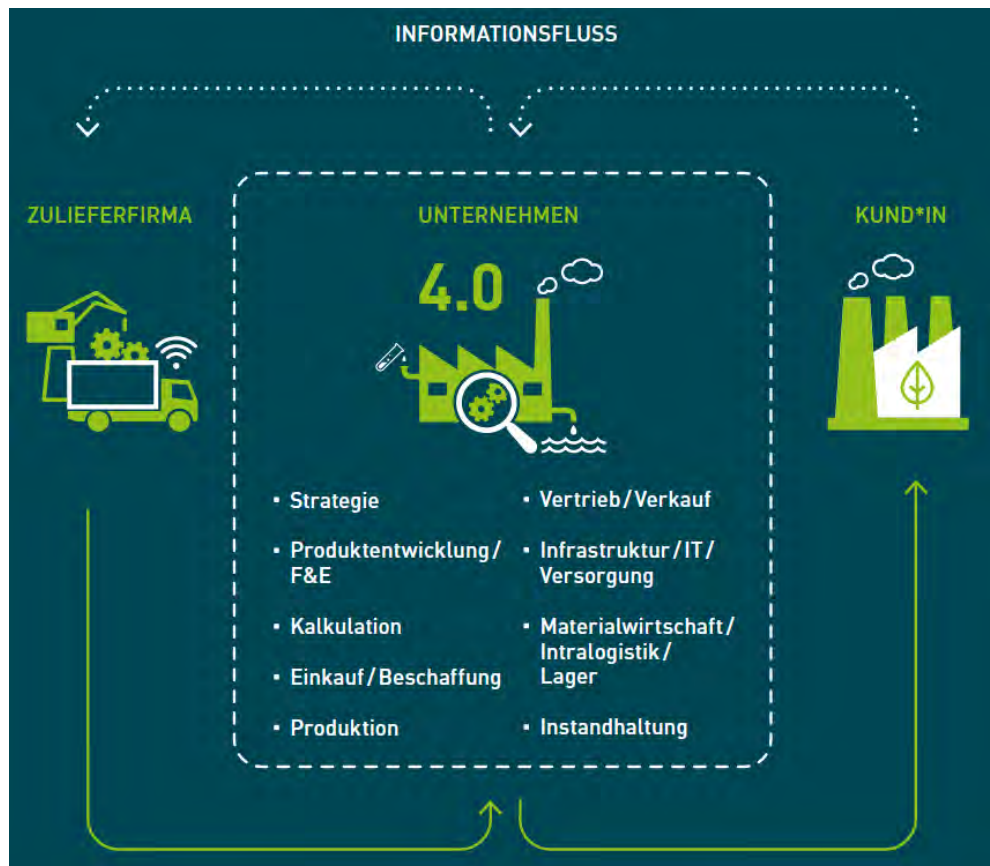 INFORMATIONSFLUSS
ZULIEFERFIRMA
UNTERNEHMEN
KUND*IN
4.0
▪ Strategie
▪ Produktentwicklung/
F&E
▪ Kalkulation
▪ Einkauf/Beschaffung
▪ Produktion
▪ Vertrieb/Verkauf
▪ Infrastruktur/IT/
Versorgung
▪ Materialwirtschaft/
Intralogistik/
Lager
▪ Instandhaltung